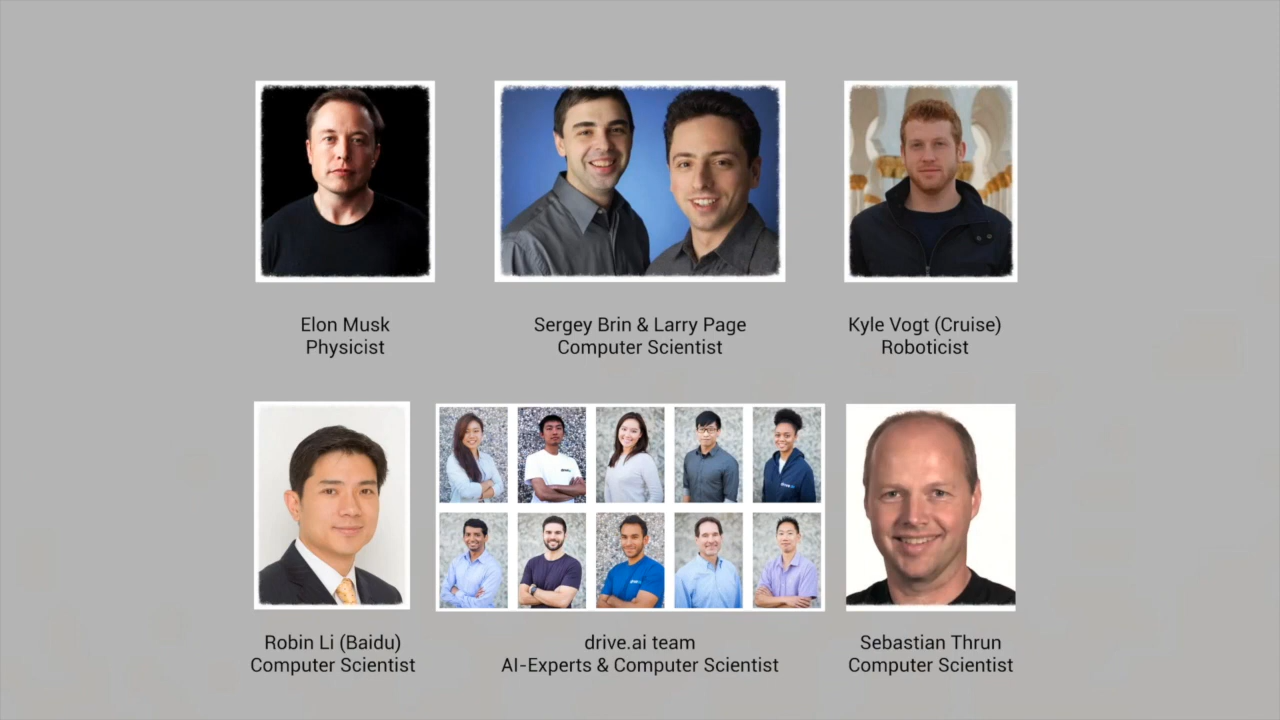 Elon Musk
Physicist
Sergey Brin & Larry Page
Computer Scientist
Kyle Vogt (Cruise)
Roboticist
Robin Li (Baidu)
Computer Scientist
drive.ai team
AI-Experts & Computer Scientist
Sebastian Thrun
Computer Scientist